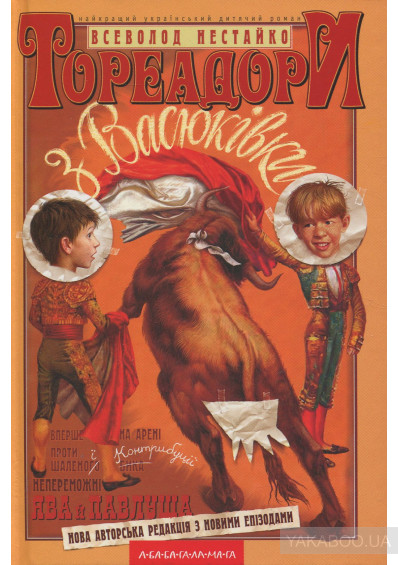 найкращий український дитячий роман
ВСЕВОЛОД НЕСТАЙКО
ТОРЕАДОРИ
з Васюківки
ВПЕРШЕ НА АРЕНІ
ПРОТИ і Контрибуції
ШАЛЕНОГО БИКА
НЕПЕРЕМОЖНІ
ЯВА й ПАВЛУША
НОВА АВТОРСЬКА РЕДАКЦІЯ З НОВИМИ ЕПІЗОДАМИ
А-БА-БА-ГА-ЛА-МА-ГА
YAKABOO.UA